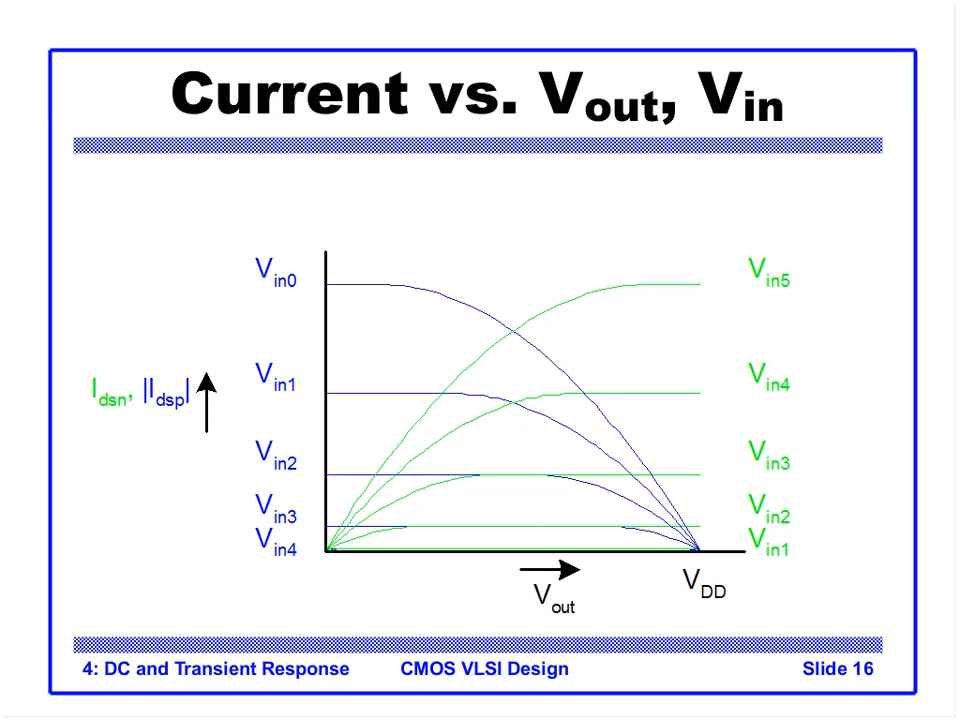 Current vs. Vout, Vin
Vin0
Vin5
Vin1
Vin4
Idsn, |Idsp|
Vin2
Vin3
Vin3
Vin2
Vin4
Vin1
VDD
Vout
4: DC and Transient Response
CMOS VLSI Design
Slide 16